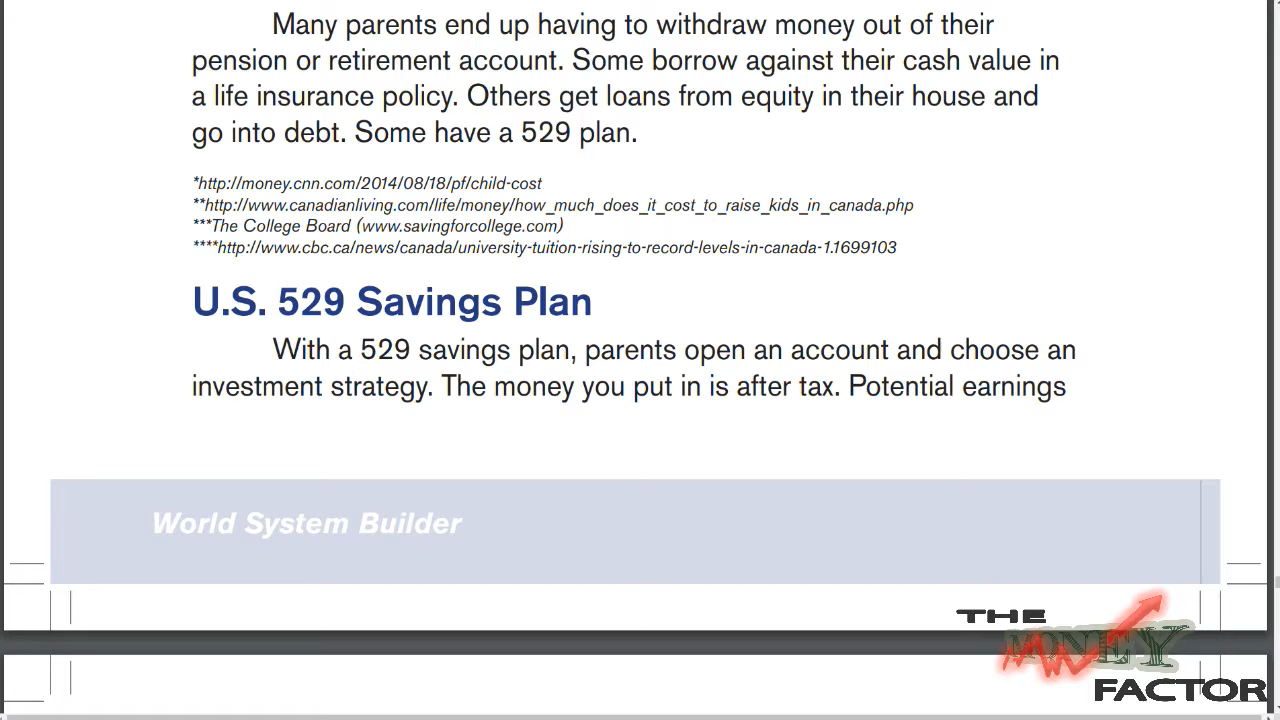 Many parents end up having to withdraw money out of their
pension or retirement account. Some borrow against their cash value in
a life insurance policy. Others get loans from equity in their house and
go into debt. Some have a 529 plan.
*http://money.cnn.com/2014/08/18/pf/child-cost
**http://www.canadianliving.com/life/money/how_much_does_it_cost_to_raise_kids_in_canada.php
***The College Board (www.savingforcollege.com)
****http://www.cbc.ca/news/canada/university-tuition-rising-to-record-levels-in-canada-1.1699103
U.S. 529 Savings Plan
With a 529 savings plan, parents open an account and choose an
investment strategy. The money you put in is after tax. Potential earnings
World System Builder
THE
MONEY
FACTOR